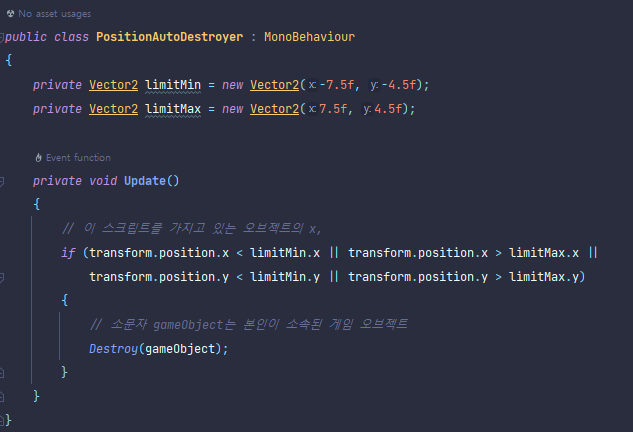 No asset usages
public class PositionAutoDestroyer : MonoBehaviour
{
private Vector2 limitMin = new Vector2(x:-7.5f, y:-4.5f);
private Vector2 limitMax = new Vector2(x:7.5f, y:4.5f);
Event function
private void Update()
{
// 이 스크립트를 가지고 있는 오브젝트의 x,
if (transform.position.x < limitMin.x || transform.position.x > limitMax.x ||
transform.position.y < limitMin.y || transform.position.y > limitMax.y)
{
// 소문자 gameObject는 본인이 소속된 게임 오브젝트
Destroy(gameObject);
}
}
}